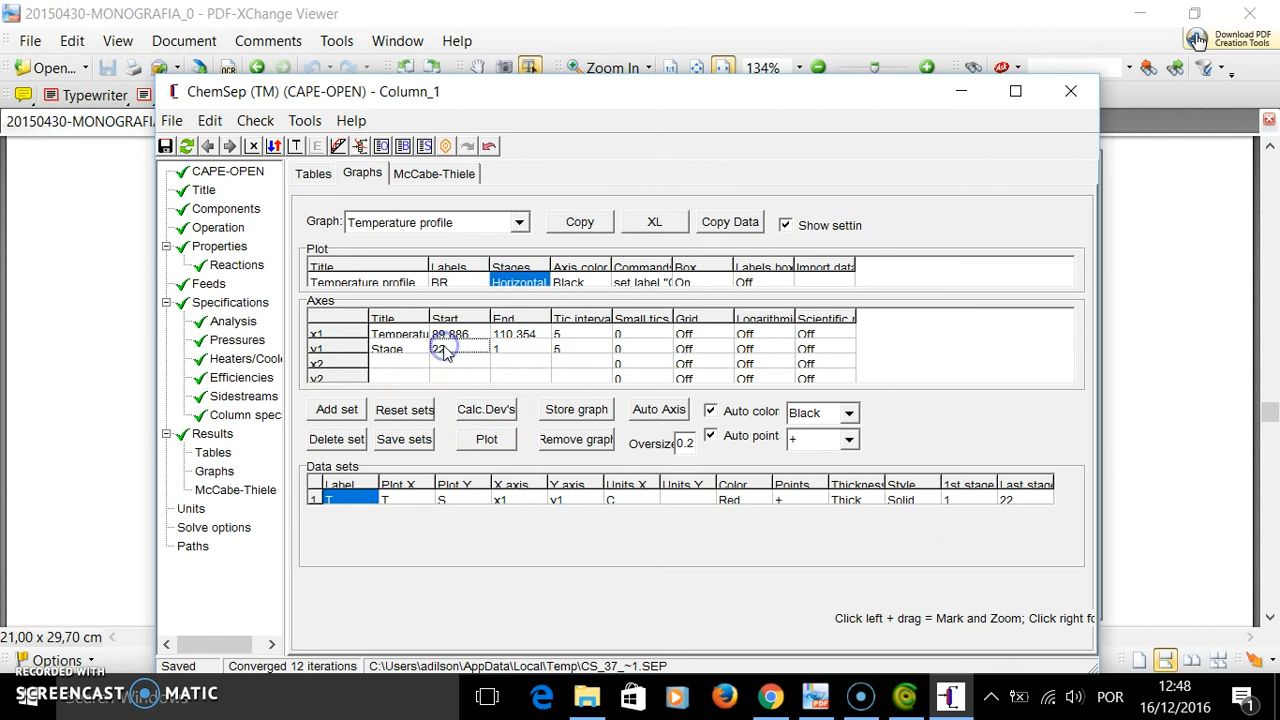 20150430-MONOGRAFIA_0 - PDF-XChange Viewer
File Edit View Document Comments Tools Window Help
Download PDF
Creation Tools
Open... Zoom In 134%
Typewriter
20150430-MONOGRAFIA
ChemSep (TM) (CAPE-OPEN) - Column_1
File Edit Check Tools Help
CAPE-OPEN
Title
Components
Operation
Properties
Reactions
Feeds
Specifications
Analysis
Pressures
Heaters/Coole
Efficiencies
Sidestreams
Column spec
Results
Tables
Graphs
McCabe-Thiele
Units
Solve options
Paths
Tables Graphs McCabe-Thiele
Graph: Temperature profile Copy XL Copy Data Show settin
Plot
Title Labels Stages Axis color Command Box Labels box Import data
Temperature profile BR Horizontal Black set label "( On Off
Axes
Title Start End Tic interva Small tics Grid Logarithmi Scientific
x1 Temperatu 89.886 110.354 5 0 Off Off Off
y1 Stage 22 1 5 0 Off Off Off
x2 0 Off Off Off
y2 0 Off Off Off
Add set Reset sets Calc.Dev's Store graph Auto Axis Auto color Black
Delete set Save sets Plot Remove graph Oversize 0.2 Auto point +
Data sets
Label Plot X Plot Y X axis Y axis Units X Units Y Color Points Thickness Style 1st stage Last stage
1 T T S x1 y1 C Red + Thick Solid 1 22
Click left + drag = Mark and Zoom; Click right fo
Saved Converged 12 iterations C:\Users\adilson\AppData\Local\Temp\CS_37_~1.SEP
21,00 x 29,70 cm
Options
RECORDED WITH
SCREENCAST MATIC
Search Windows
POR
12:48
16/12/2016
1